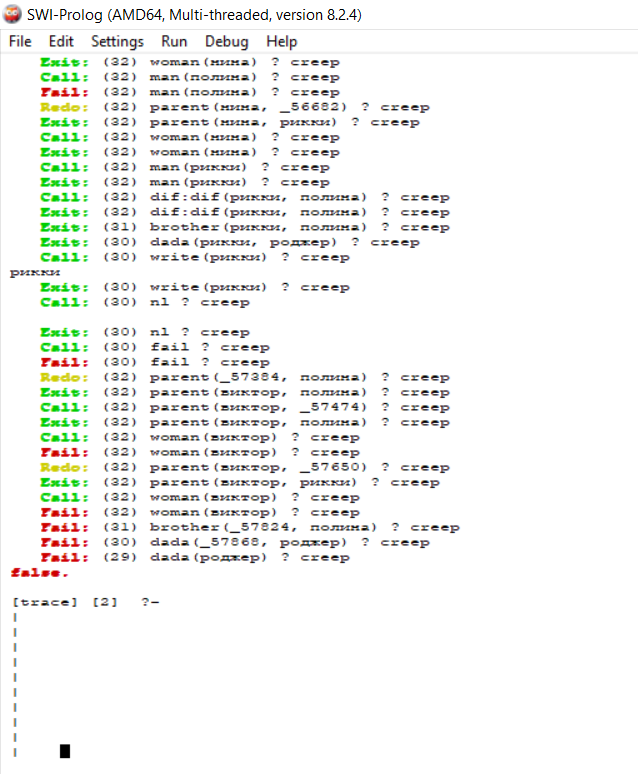 SWI-Prolog (AMD64, Multi-threaded, version 8.2.4)
File Edit Settings Run Debug Help
Exit: (32) woman(нина) ? creep
Call: (32) man(полина) ? creep
Fail: (32) man(полина) ? creep
Redo: (32) parent(нина, _56682) ? creep
Exit: (32) parent(нина, рикки) ? creep
Call: (32) woman(нина) ? creep
Exit: (32) woman(нина) ? creep
Call: (32) man(рикки) ? creep
Exit: (32) man(рикки) ? creep
Call: (32) dif:dif(рикки, полина) ? creep
Exit: (32) dif:dif(рикки, полина) ? creep
Exit: (31) brother(рикки, полина) ? creep
Exit: (30) dada(рикки, роджер) ? creep
Call: (30) write(рикки) ? creep
рикки
Exit: (30) write(рикки) ? creep
Call: (30) nl ? creep
Exit: (30) nl ? creep
Call: (30) fail ? creep
Fail: (30) fail ? creep
Redo: (32) parent(_57384, полина) ? creep
Exit: (32) parent(виктор, полина) ? creep
Call: (32) parent(виктор, _57474) ? creep
Exit: (32) parent(виктор, полина) ? creep
Call: (32) woman(виктор) ? creep
Fail: (32) woman(виктор) ? creep
Redo: (32) parent(виктор, _57650) ? creep
Exit: (32) parent(виктор, рикки) ? creep
Call: (32) woman(виктор) ? creep
Fail: (32) woman(виктор) ? creep
Fail: (31) brother(_57824, полина) ? creep
Fail: (30) dada(_57868, роджер) ? creep
Fail: (29) dada(роджер) ? creep
false.
[trace] [2] ?-
|
|
|
|
|
|
|
|
|
|